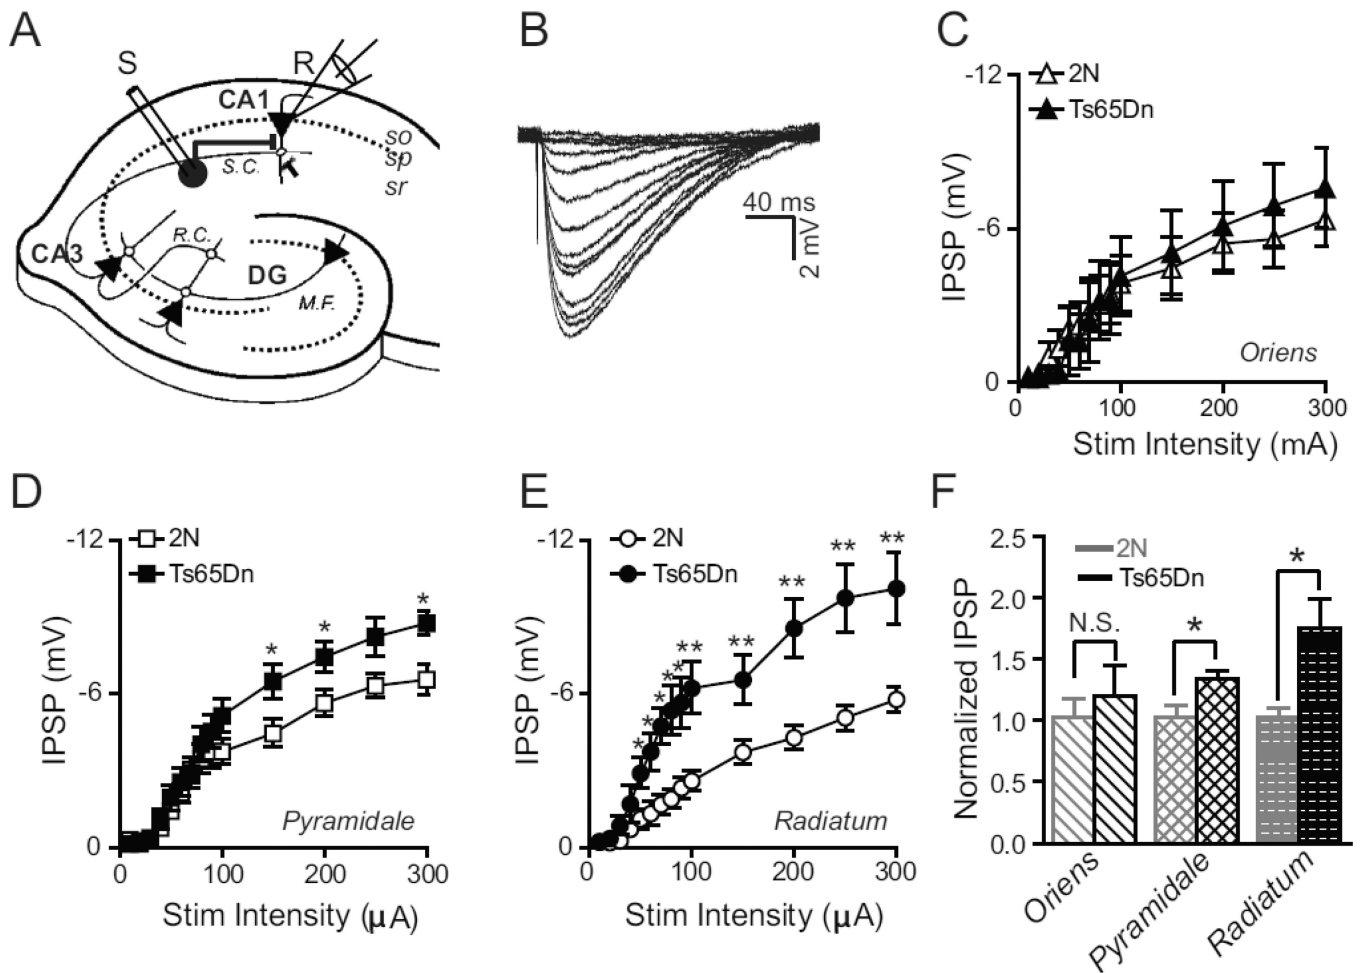 A
S
R
CA1
so
sp
sr
S.C.
CA3
R.C.
DG
M.F.
B
40 ms
2 mV
C
-12
2N
Ts65Dn
IPSP (mV)
-6
Oriens
0
0 100 200 300
Stim Intensity (mA)
D
-12
2N
Ts65Dn
* * *
IPSP (mV)
-6
Pyramidale
0
0 100 200 300
Stim Intensity (μA)
E
-12
2N
Ts65Dn
* * * * * ** ** ** ** **
IPSP (mV)
-6
Radiatum
0
0 100 200 300
Stim Intensity (μA)
F
2.5
2N
Ts65Dn
2.0
N.S.
*
*
1.5
Normalized IPSP
1.0
0.5
0.0
Oriens
Pyramidale
Radiatum